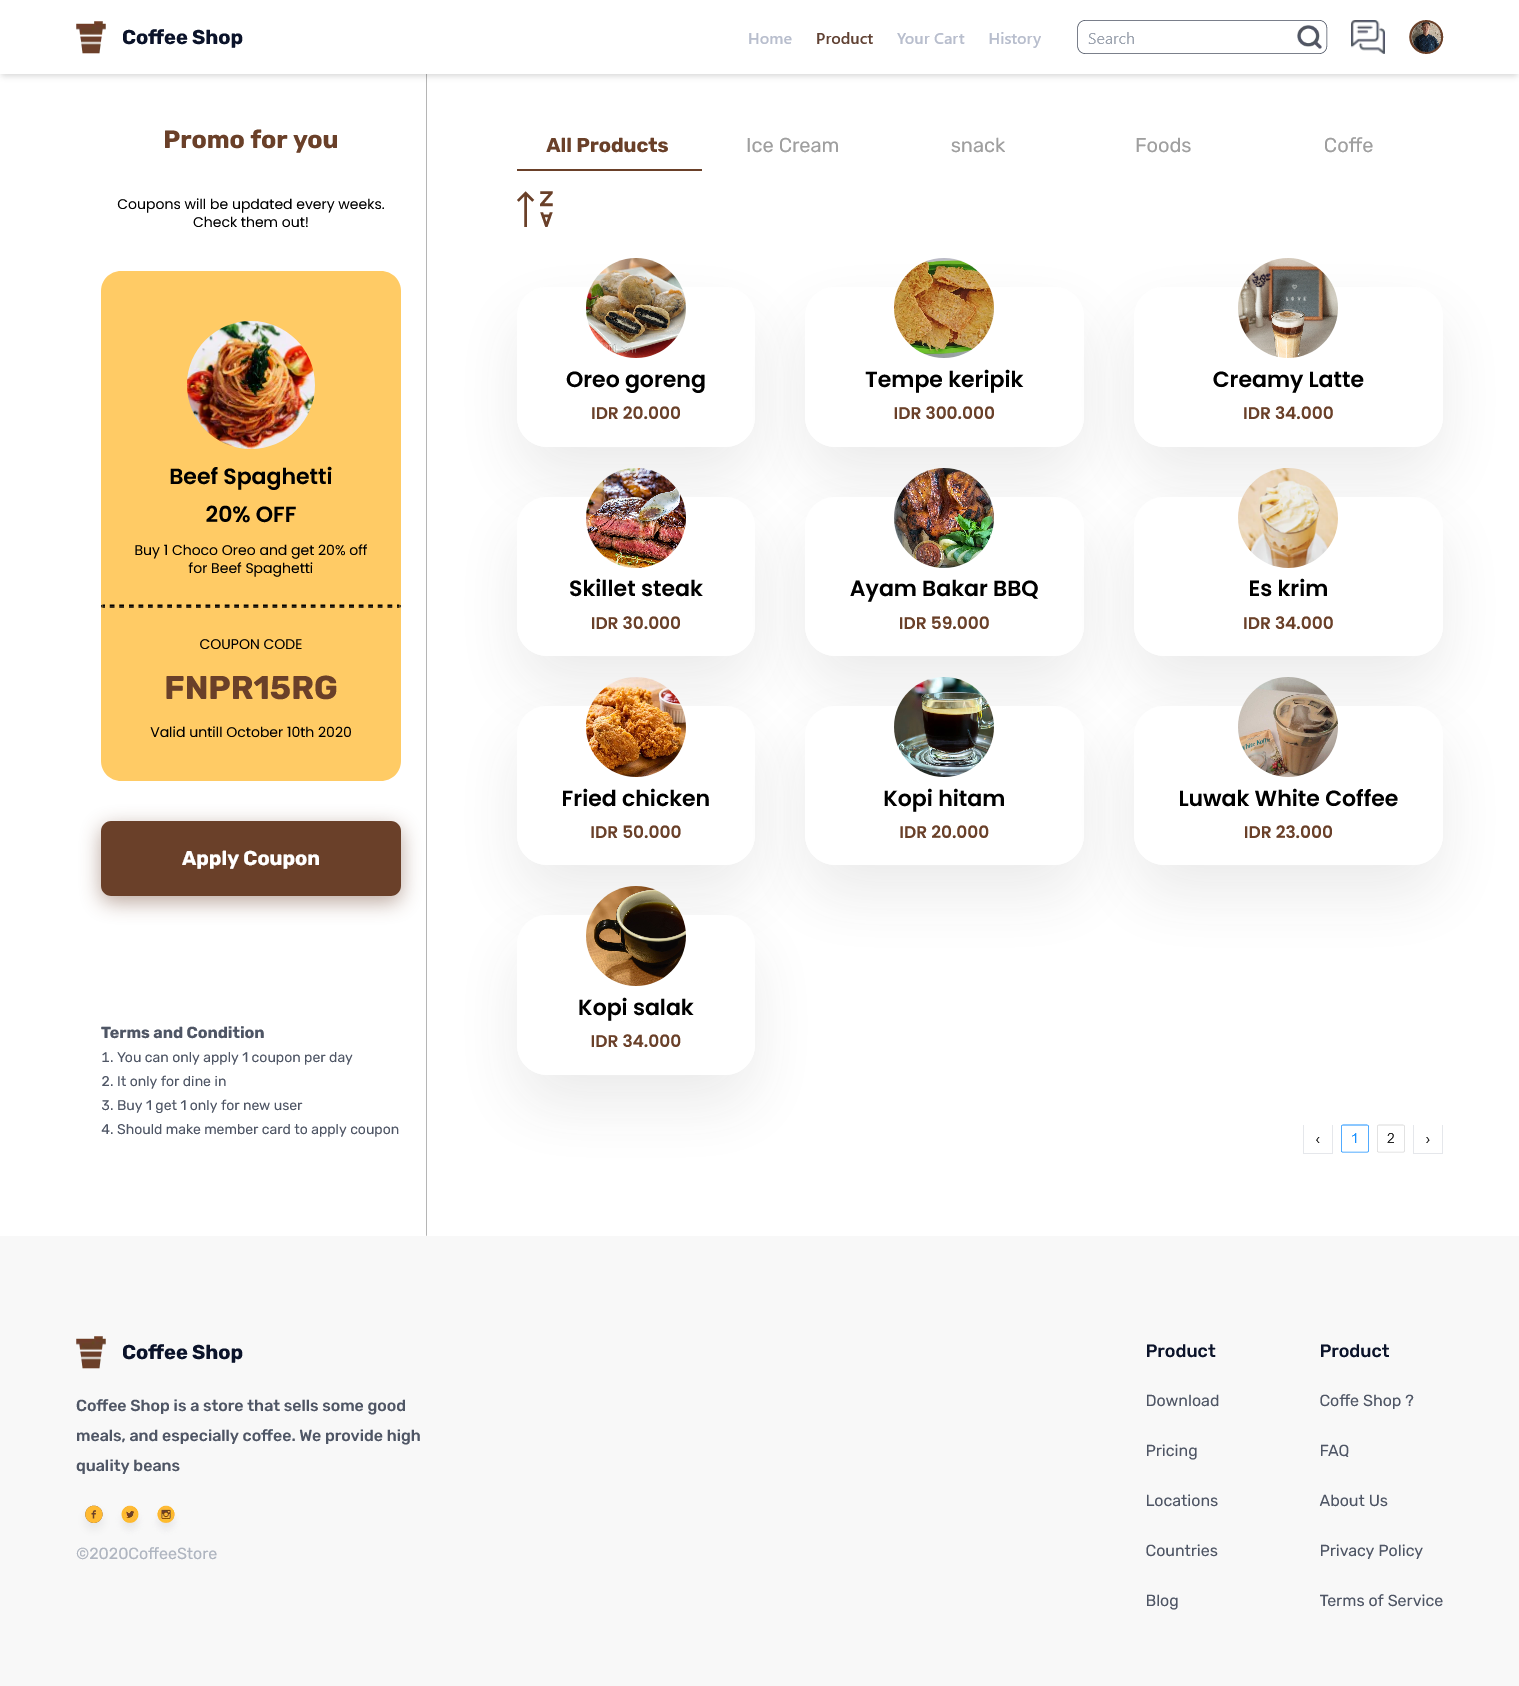 Coffee Shop
Home
Product
Your Cart
History
Search
Promo for you
Coupons will be updated every weeks.
Check them out!
Beef Spaghetti
20% OFF
Buy 1 Choco Oreo and get 20% off
for Beef Spaghetti
COUPON CODE
FNPR15RG
Valid untill October 10th 2020
Apply Coupon
Terms and Condition
1. You can only apply 1 coupon per day
2. It only for dine in
3. Buy 1 get 1 only for new user
4. Should make member card to apply coupon
All Products
Ice Cream
snack
Foods
Coffe
Oreo goreng
IDR 20.000
Tempe keripik
IDR 300.000
Creamy Latte
IDR 34.000
Skillet steak
IDR 30.000
Ayam Bakar BBQ
IDR 59.000
Es krim
IDR 34.000
Fried chicken
IDR 50.000
Kopi hitam
IDR 20.000
Luwak White Coffee
IDR 23.000
Kopi salak
IDR 34.000
‹ 1 2 ›
Coffee Shop
Coffee Shop is a store that sells some good
meals, and especially coffee. We provide high
quality beans
©2020CoffeeStore
Product
Download
Pricing
Locations
Countries
Blog
Product
Coffe Shop ?
FAQ
About Us
Privacy Policy
Terms of Service